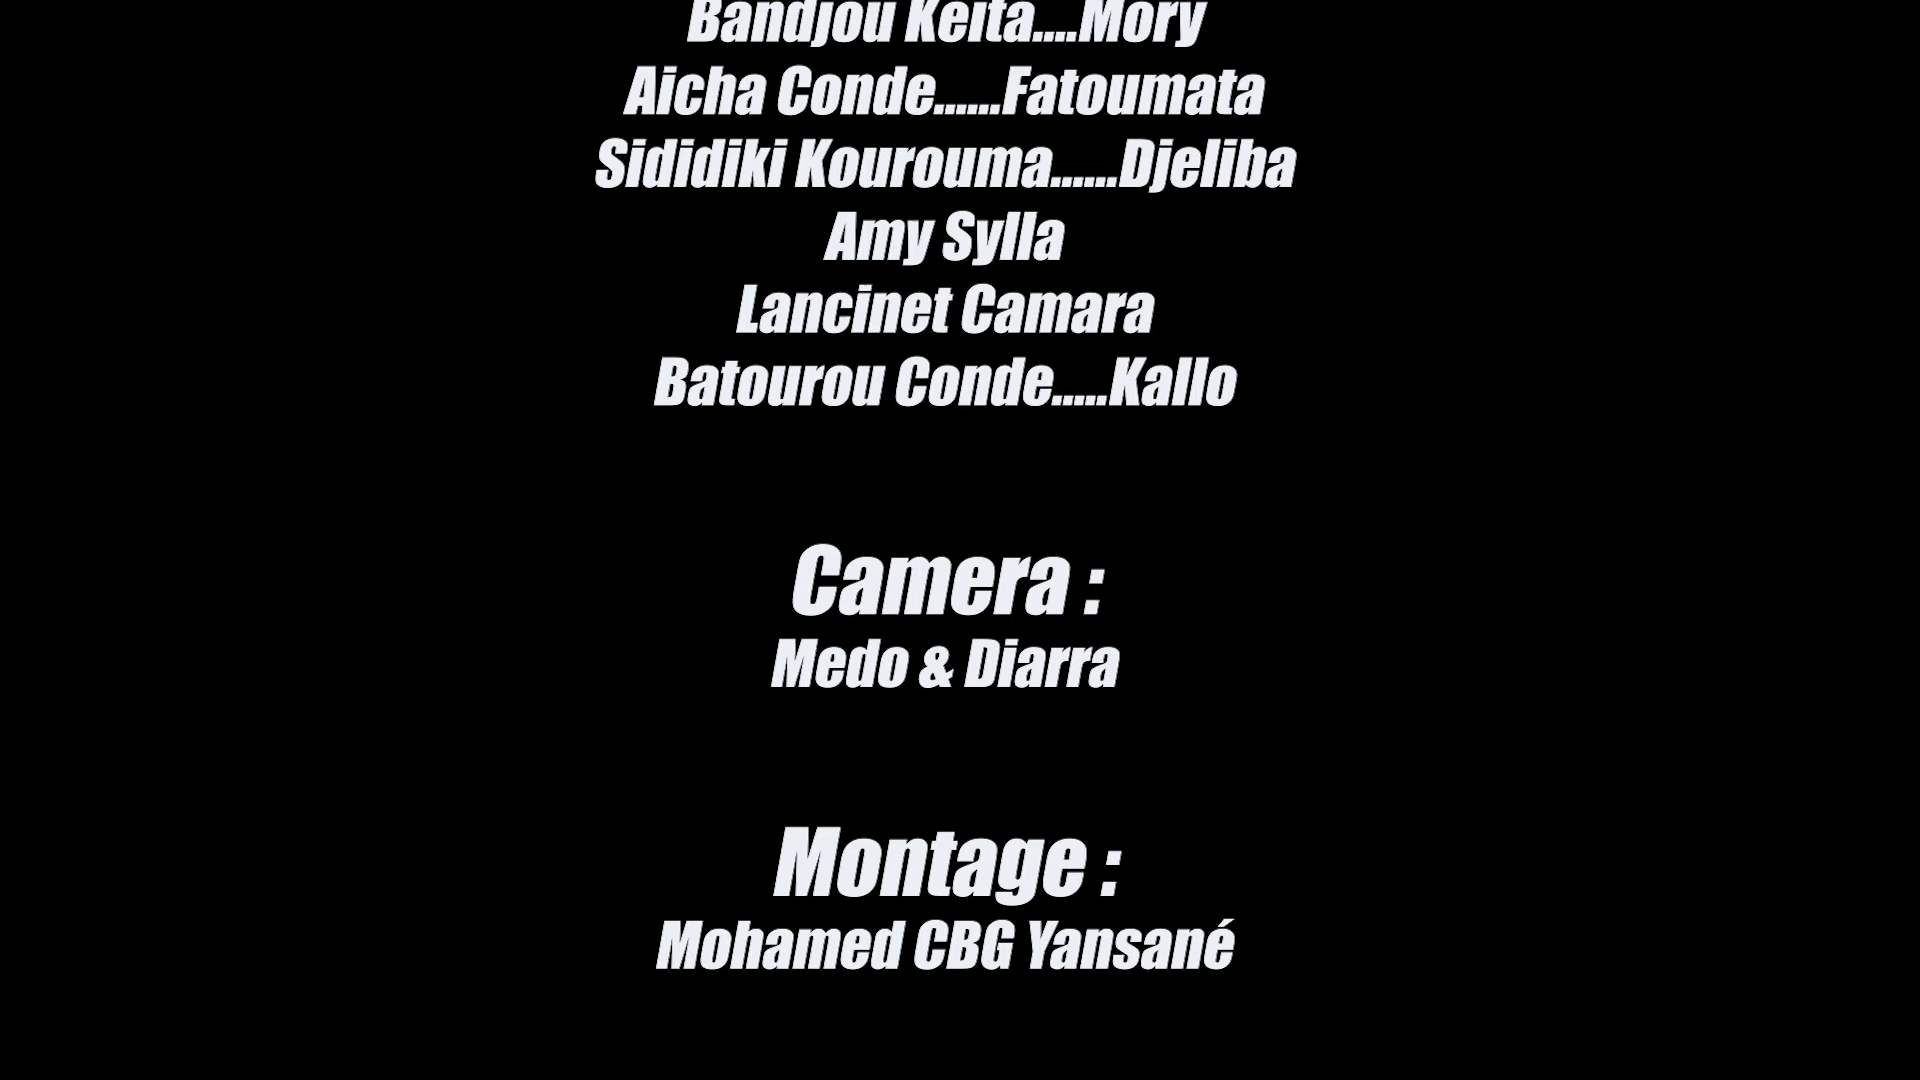 Bandjou Keita....Mory
Aicha Conde......Fatoumata
Sididiki Kourouma......Djeliba
Amy Sylla
Lancinet Camara
Batourou Conde.....Kallo
Camera :
Medo & Diarra
Montage :
Mohamed CBG Yansané